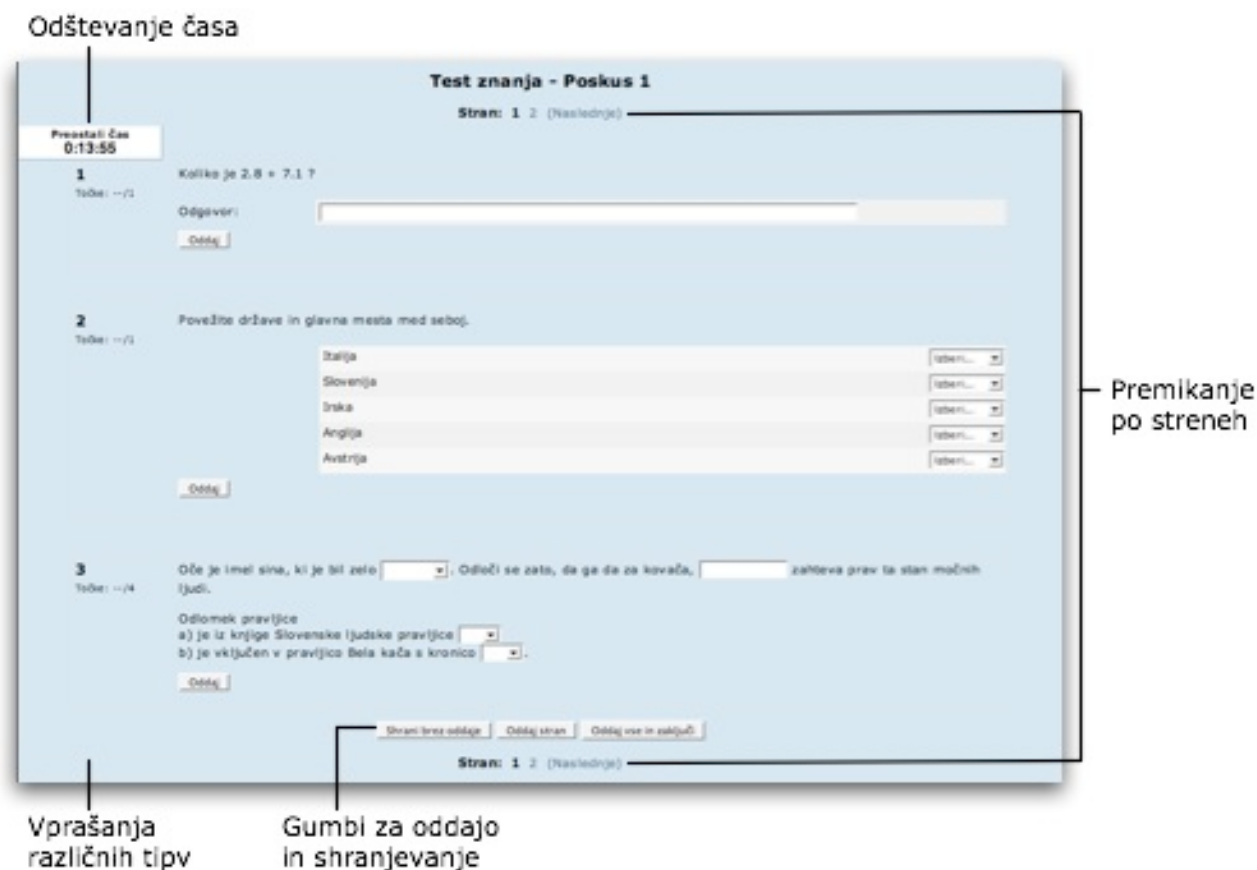 Odštevanje časa
Test znanja - Poskus 1
Stran: 1 2 (Naslednje)
Preostali čas
0:13:55
1
Točke: --/1
Koliko je 2.8 + 7.1 ?
Odgovor:
Oddaj
2
Točke: --/1
Povežite države in glavna mesta med seboj.
Italija Izberi...
Slovenija Izberi...
Irska Izberi...
Anglija Izberi...
Avstrija Izberi...
Oddaj
Premikanje
po streneh
3
Točke: --/4
Oče je imel sina, ki je bil zelo . Odloči se zato, da ga da za kovača, zahteva prav ta stan močnih
ljudi.
Odlomek pravljice
a) je iz knjige Slovenske ljudske pravljice
b) je vključen v pravljico Bela kača s kronico .
Oddaj
Shrani brez oddaje Oddaj stran Oddaj vse in zaključi
Stran: 1 2 (Naslednje)
Vprašanja
različnih tipv
Gumbi za oddajo
in shranjevanje